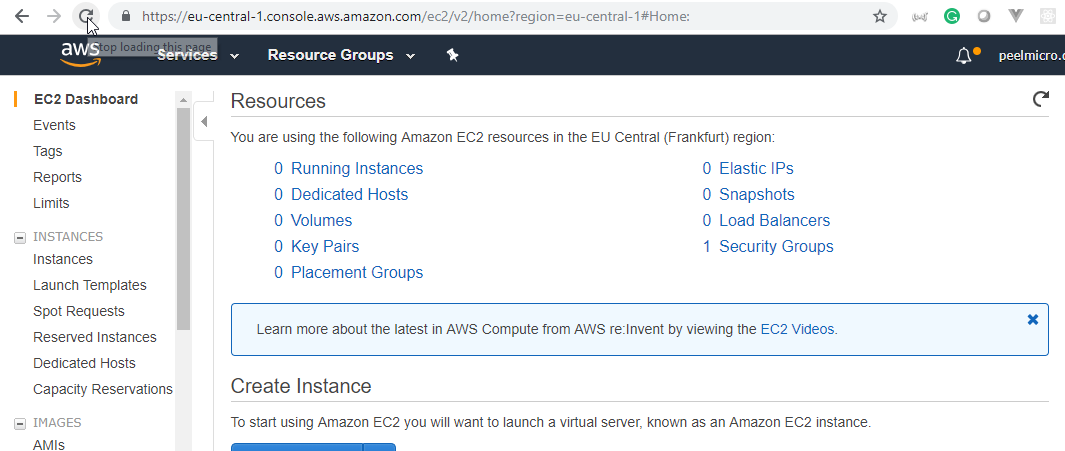 https://eu-central-1.console.aws.amazon.com/ec2/v2/home?region=eu-central-1#Home:
top loading this page
aws
Services
Resource Groups
peelmicro.c
EC2 Dashboard
Events
Tags
Reports
Limits
INSTANCES
Instances
Launch Templates
Spot Requests
Reserved Instances
Dedicated Hosts
Capacity Reservations
IMAGES
AMIs
Resources
You are using the following Amazon EC2 resources in the EU Central (Frankfurt) region:
0 Running Instances
0 Dedicated Hosts
0 Volumes
0 Key Pairs
0 Placement Groups
0 Elastic IPs
0 Snapshots
0 Load Balancers
1 Security Groups
Learn more about the latest in AWS Compute from AWS re:Invent by viewing the EC2 Videos.
Create Instance
To start using Amazon EC2 you will want to launch a virtual server, known as an Amazon EC2 instance.